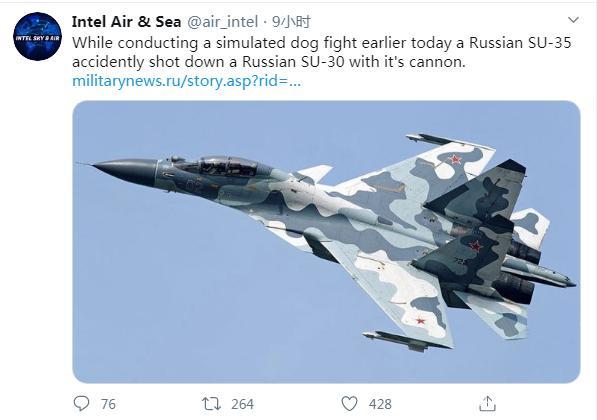 Intel Air & Sea @air_intel · 9小时
While conducting a simulated dog fight earlier today a Russian SU-35
accidently shot down a Russian SU-30 with it's cannon.
militarynews.ru/story.asp?rid=...
INTEL SKY & AIR
02
76 264 428